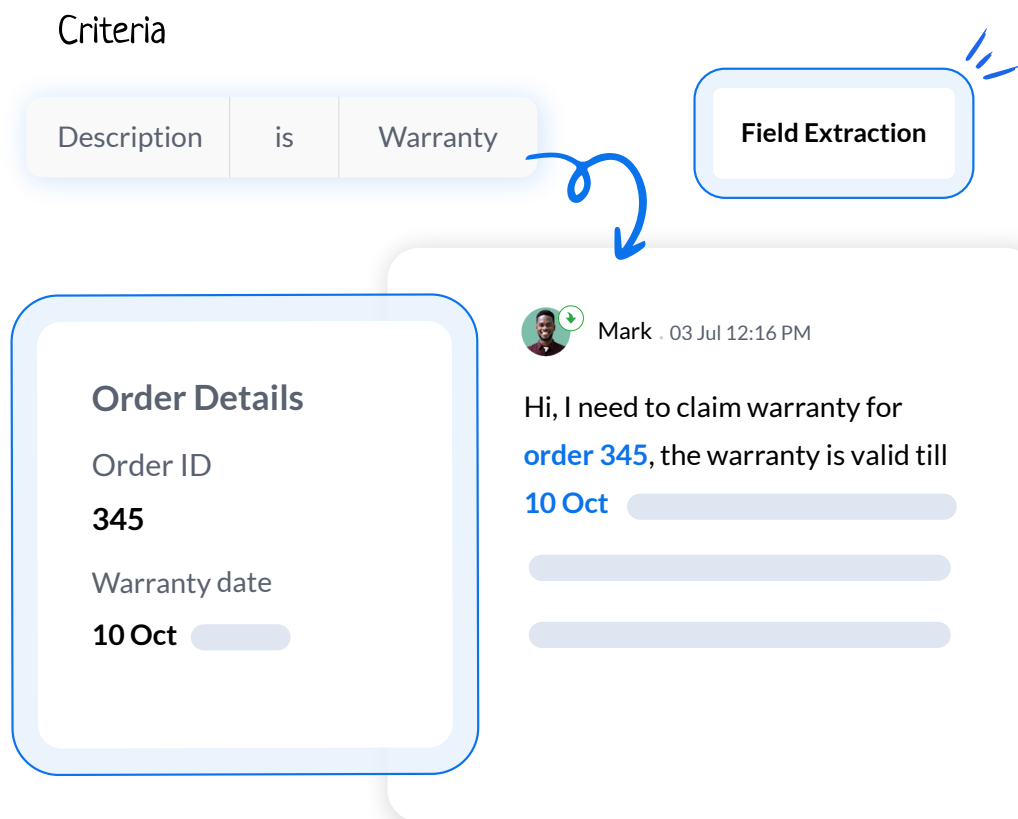 Criteria
Description is Warranty
Field Extraction
Mark . 03 Jul 12:16 PM
Hi, I need to claim warranty for
order 345, the warranty is valid till
10 Oct
Order Details
Order ID
345
Warranty date
10 Oct